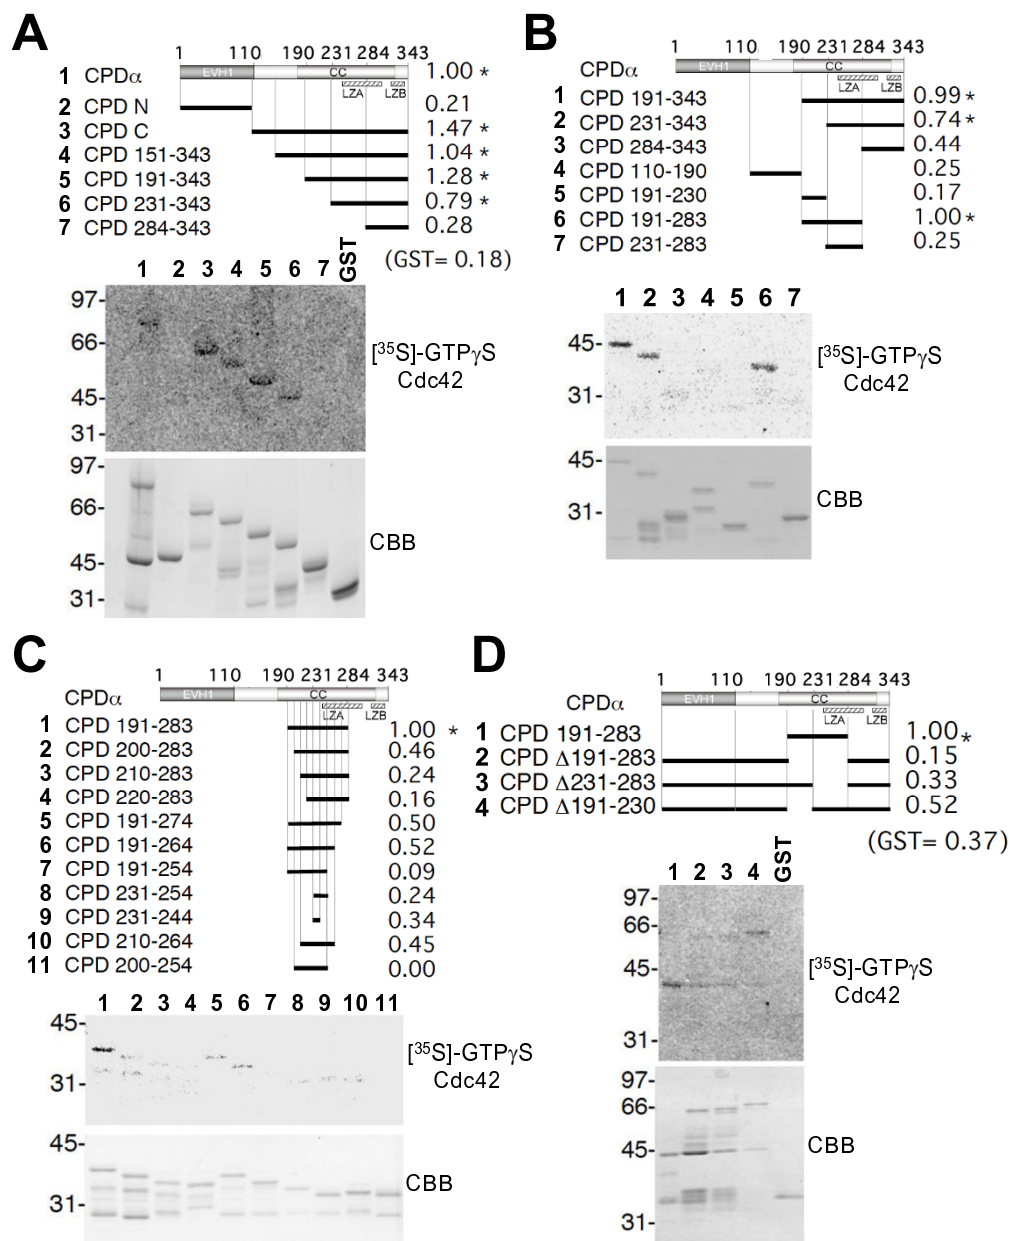 A
1 110 190 231 284 343
1 CPDα EVH1 CC 1.00 *
LZA LZB
2 CPD N 0.21
3 CPD C 1.47 *
4 CPD 151-343 1.04 *
5 CPD 191-343 1.28 *
6 CPD 231-343 0.79 *
7 CPD 284-343 0.28
(GST= 0.18)
1 2 3 4 5 6 7 GST
97-
66-
45-
31-
[35S]-GTPγS
Cdc42
97-
66-
45-
31-
CBB
B
1 110 190 231 284 343
CPDα EVH1 CC
LZA LZB
1 CPD 191-343 0.99 *
2 CPD 231-343 0.74 *
3 CPD 284-343 0.44
4 CPD 110-190 0.25
5 CPD 191-230 0.17
6 CPD 191-283 1.00 *
7 CPD 231-283 0.25
1 2 3 4 5 6 7
45-
31-
[35S]-GTPγS
Cdc42
45-
31-
CBB
C
1 110 190 231 284 343
CPDα EVH1 CC
LZA LZB
1 CPD 191-283 1.00 *
2 CPD 200-283 0.46
3 CPD 210-283 0.24
4 CPD 220-283 0.16
5 CPD 191-274 0.50
6 CPD 191-264 0.52
7 CPD 191-254 0.09
8 CPD 231-254 0.24
9 CPD 231-244 0.34
10 CPD 210-264 0.45
11 CPD 200-254 0.00
1 2 3 4 5 6 7 8 9 10 11
45-
31-
[35S]-GTPγS
Cdc42
45-
31-
CBB
D
1 110 190 231 284 343
CPDα EVH1 CC
LZA LZB
1 CPD 191-283 1.00 *
2 CPD Δ191-283 0.15
3 CPD Δ231-283 0.33
4 CPD Δ191-230 0.52
(GST= 0.37)
1 2 3 4 GST
97-
66-
45-
31-
[35S]-GTPγS
Cdc42
97-
66-
45-
31-
CBB